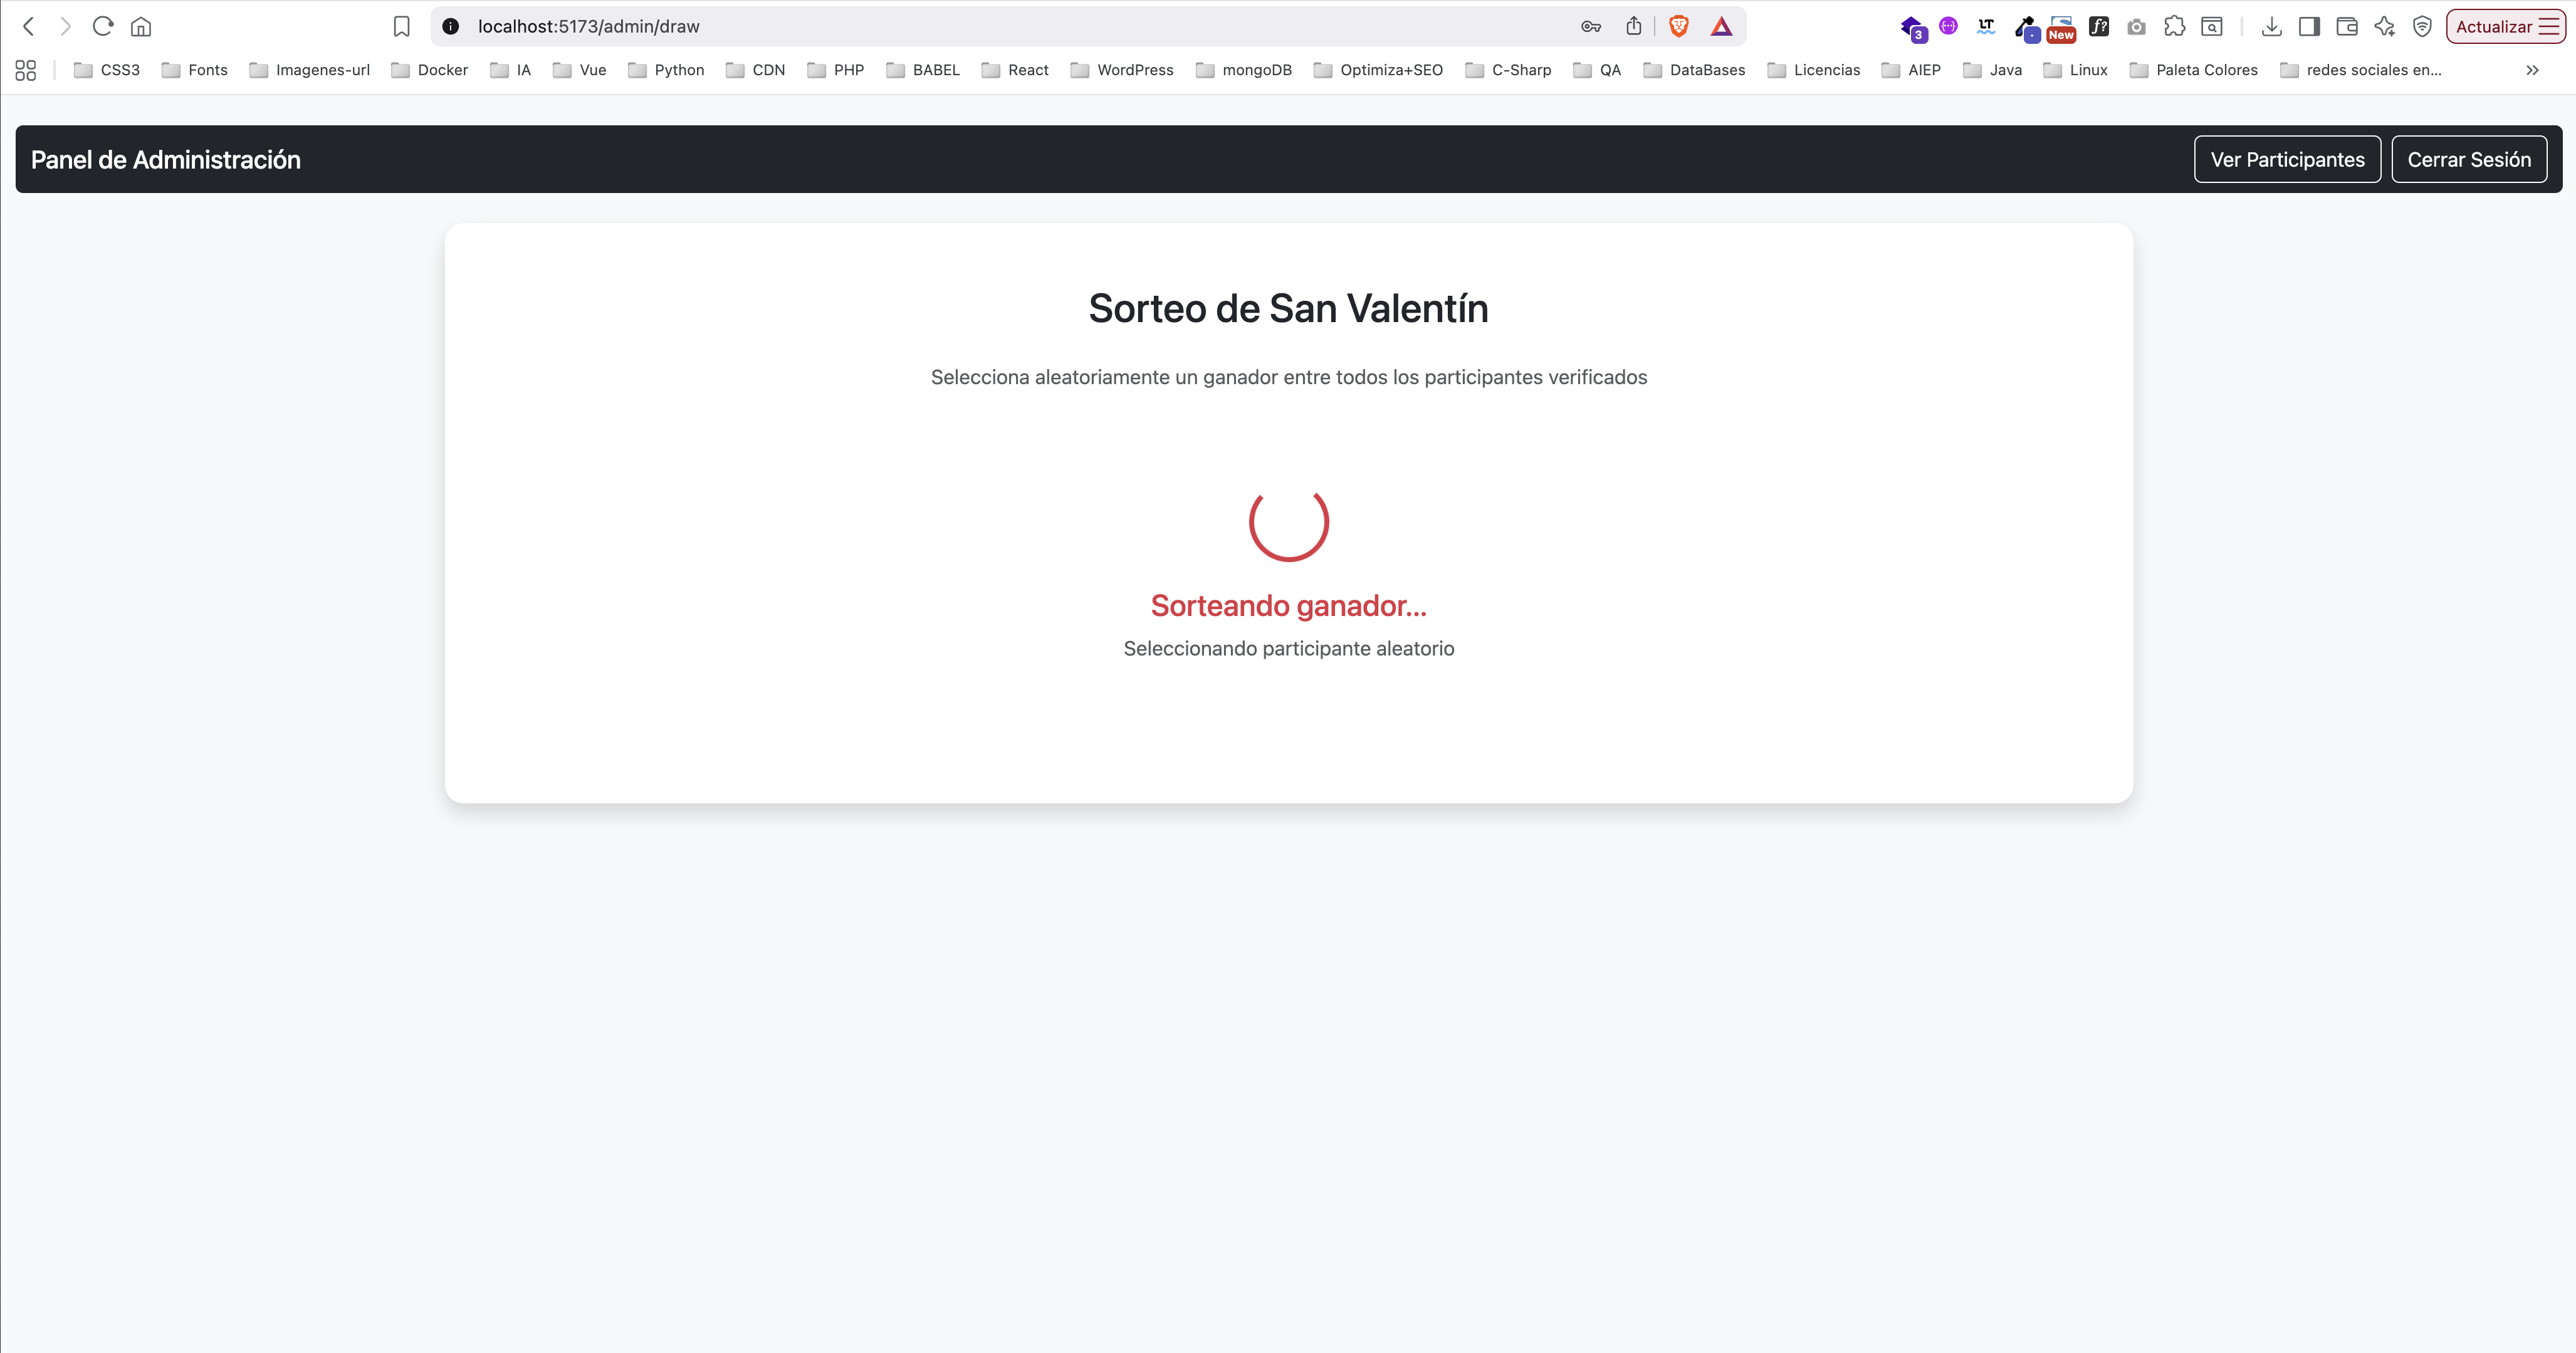 localhost:5173/admin/draw
3
LT
New
f?
Actualizar
CSS3 Fonts Imagenes-url Docker IA Vue Python CDN PHP BABEL React WordPress mongoDB Optimiza+SEO C-Sharp QA DataBases Licencias AIEP Java Linux Paleta Colores redes sociales en...
Panel de Administración
Ver Participantes
Cerrar Sesión
Sorteo de San Valentín
Selecciona aleatoriamente un ganador entre todos los participantes verificados
Sorteando ganador...
Seleccionando participante aleatorio